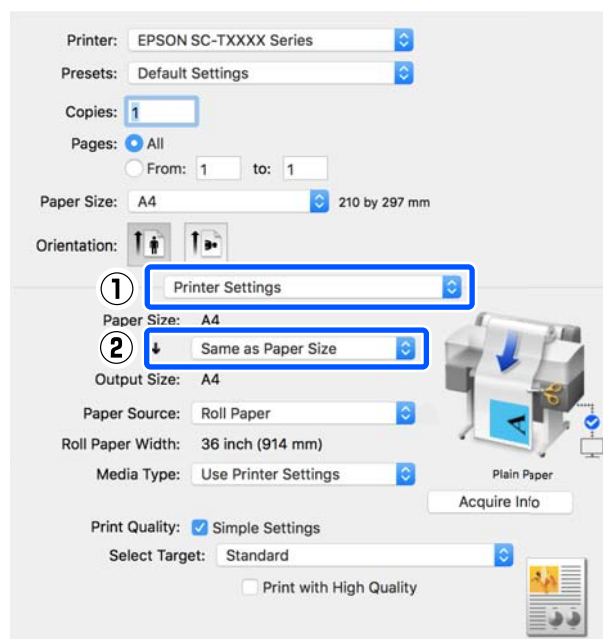 Printer: EPSON SC-TXXXX Series
Presets: Default Settings
Copies: 1
Pages: All
From: 1 to: 1
Paper Size: A4 210 by 297 mm
Orientation:
① Printer Settings
Paper Size: A4
② Same as Paper Size
Output Size: A4
Paper Source: Roll Paper
Roll Paper Width: 36 inch (914 mm)
Media Type: Use Printer Settings
A
Plain Paper
Acquire Info
Print Quality: Simple Settings
Select Target: Standard
Print with High Quality